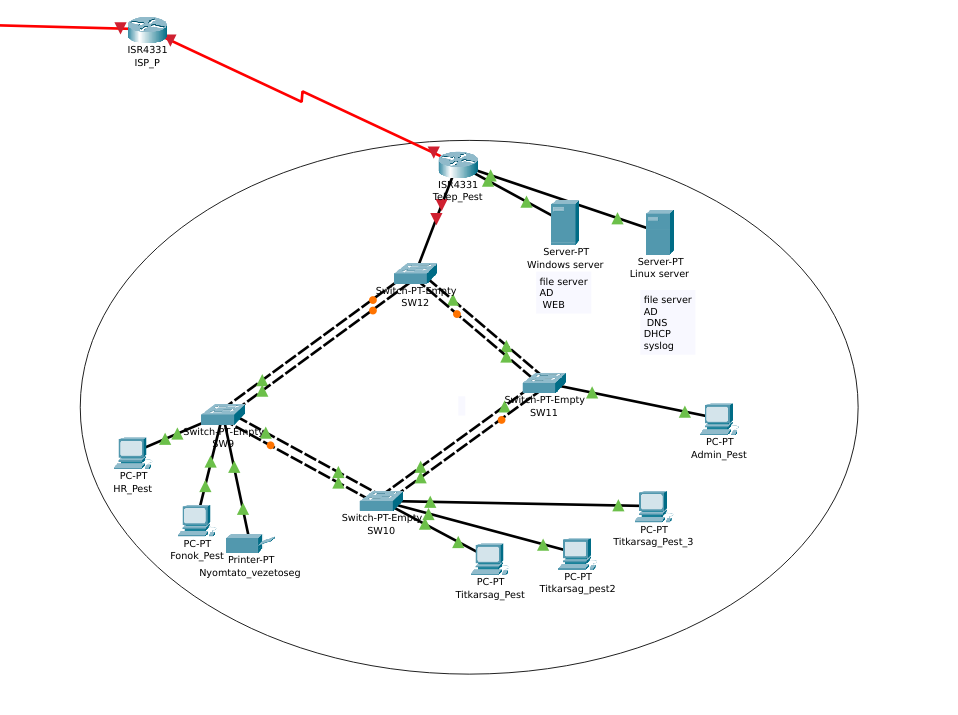 ISR4331
ISP_P
ISR4331
Telep_Pest
Server-PT
Windows server
file server
AD
WEB
Server-PT
Linux server
file server
AD
DNS
DHCP
syslog
Switch-PT-Empty
SW12
Switch-PT-Empty
SW11
PC-PT
Admin_Pest
Switch-PT-Empty
SW9
PC-PT
HR_Pest
PC-PT
Fonok_Pest
Printer-PT
Nyomtato_vezetoseg
Switch-PT-Empty
SW10
PC-PT
Titkarsag_Pest_3
PC-PT
Titkarsag_Pest
PC-PT
Titkarsag_pest2